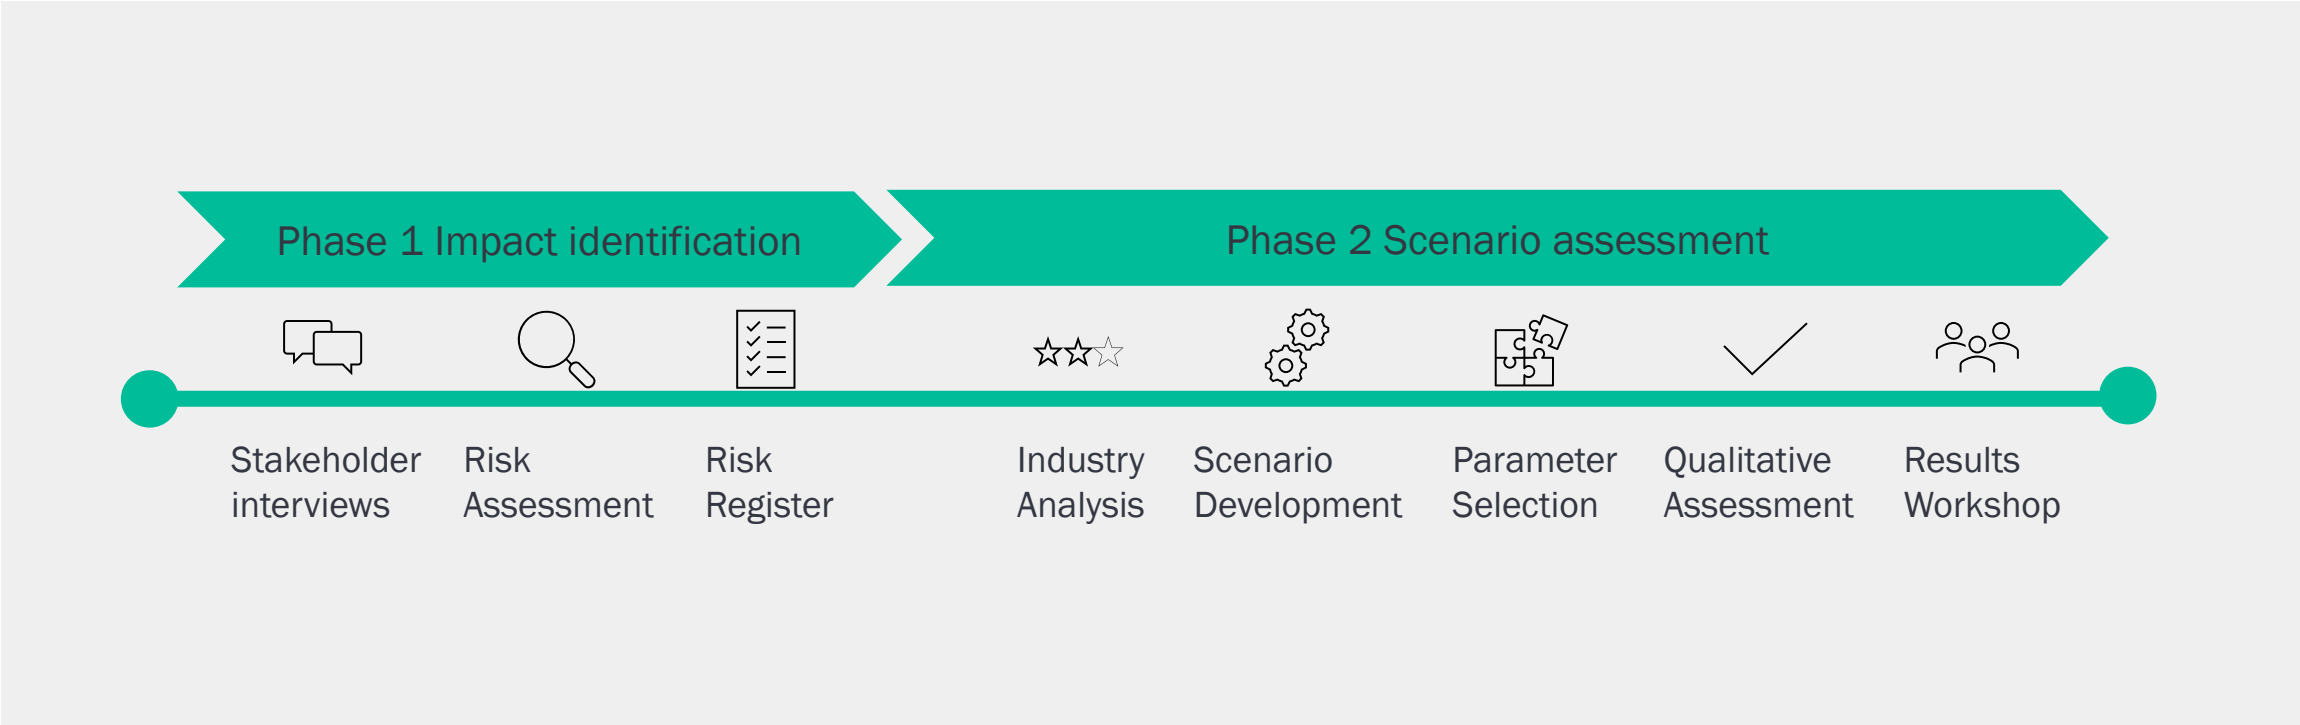 Phase 1 Impact identification
Phase 2 Scenario assessment
Stakeholder
interviews
Risk
Assessment
Risk
Register
Industry
Analysis
Scenario
Development
Parameter
Selection
Qualitative
Assessment
Results
Workshop